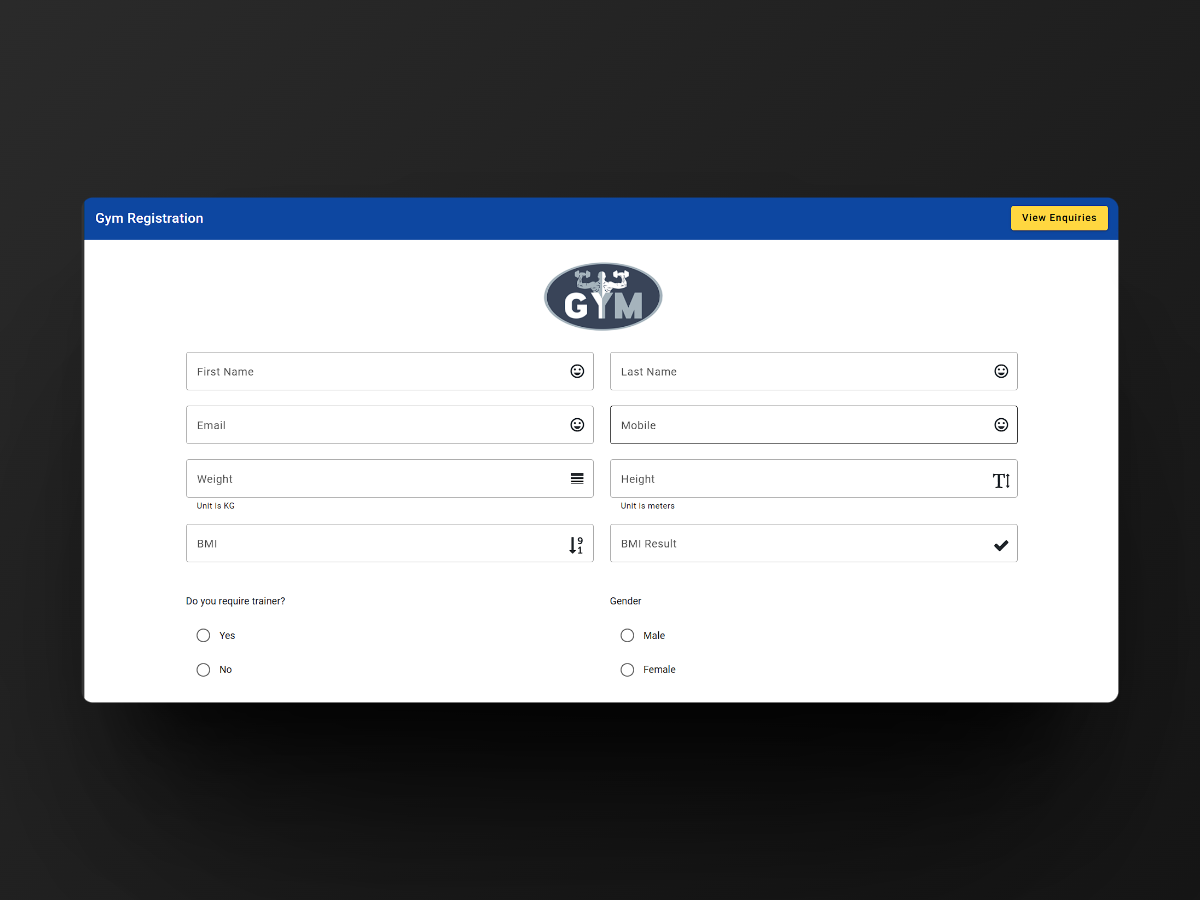 Gym Registration
View Enquiries
GYM
First Name
Last Name
Email
Mobile
Weight
Height
Unit is KG
Unit is meters
BMI
BMI Result
Do you require trainer?
Gender
Yes
Male
No
Female